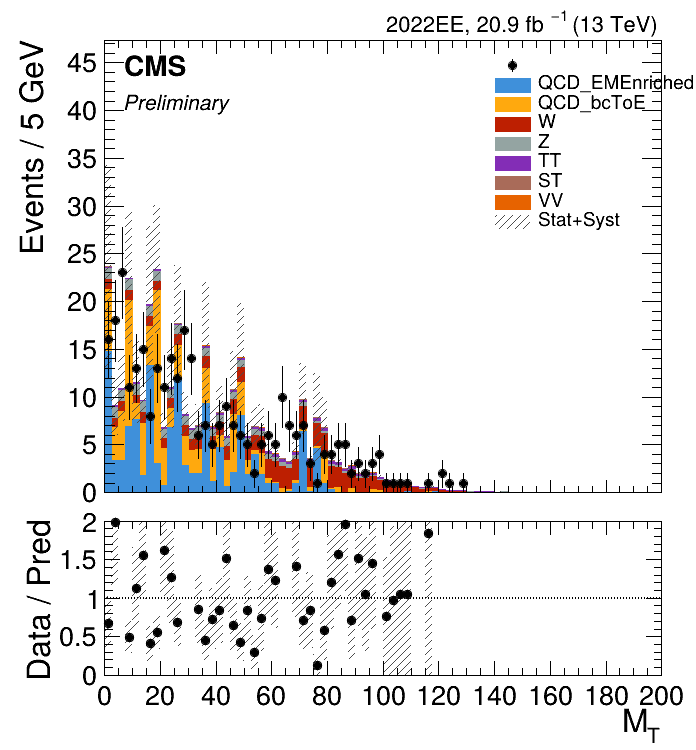 2022EE, 20.9 fb⁻¹ (13 TeV)
CMS
Preliminary
QCD_EMEnriched
QCD_bcToE
W
Z
TT
ST
VV
Stat+Syst
Events / 5 GeV
45
40
35
30
25
20
15
10
5
0
Data / Pred
2
1.5
1
0.5
0
0 20 40 60 80 100 120 140 160 180 200
M_T